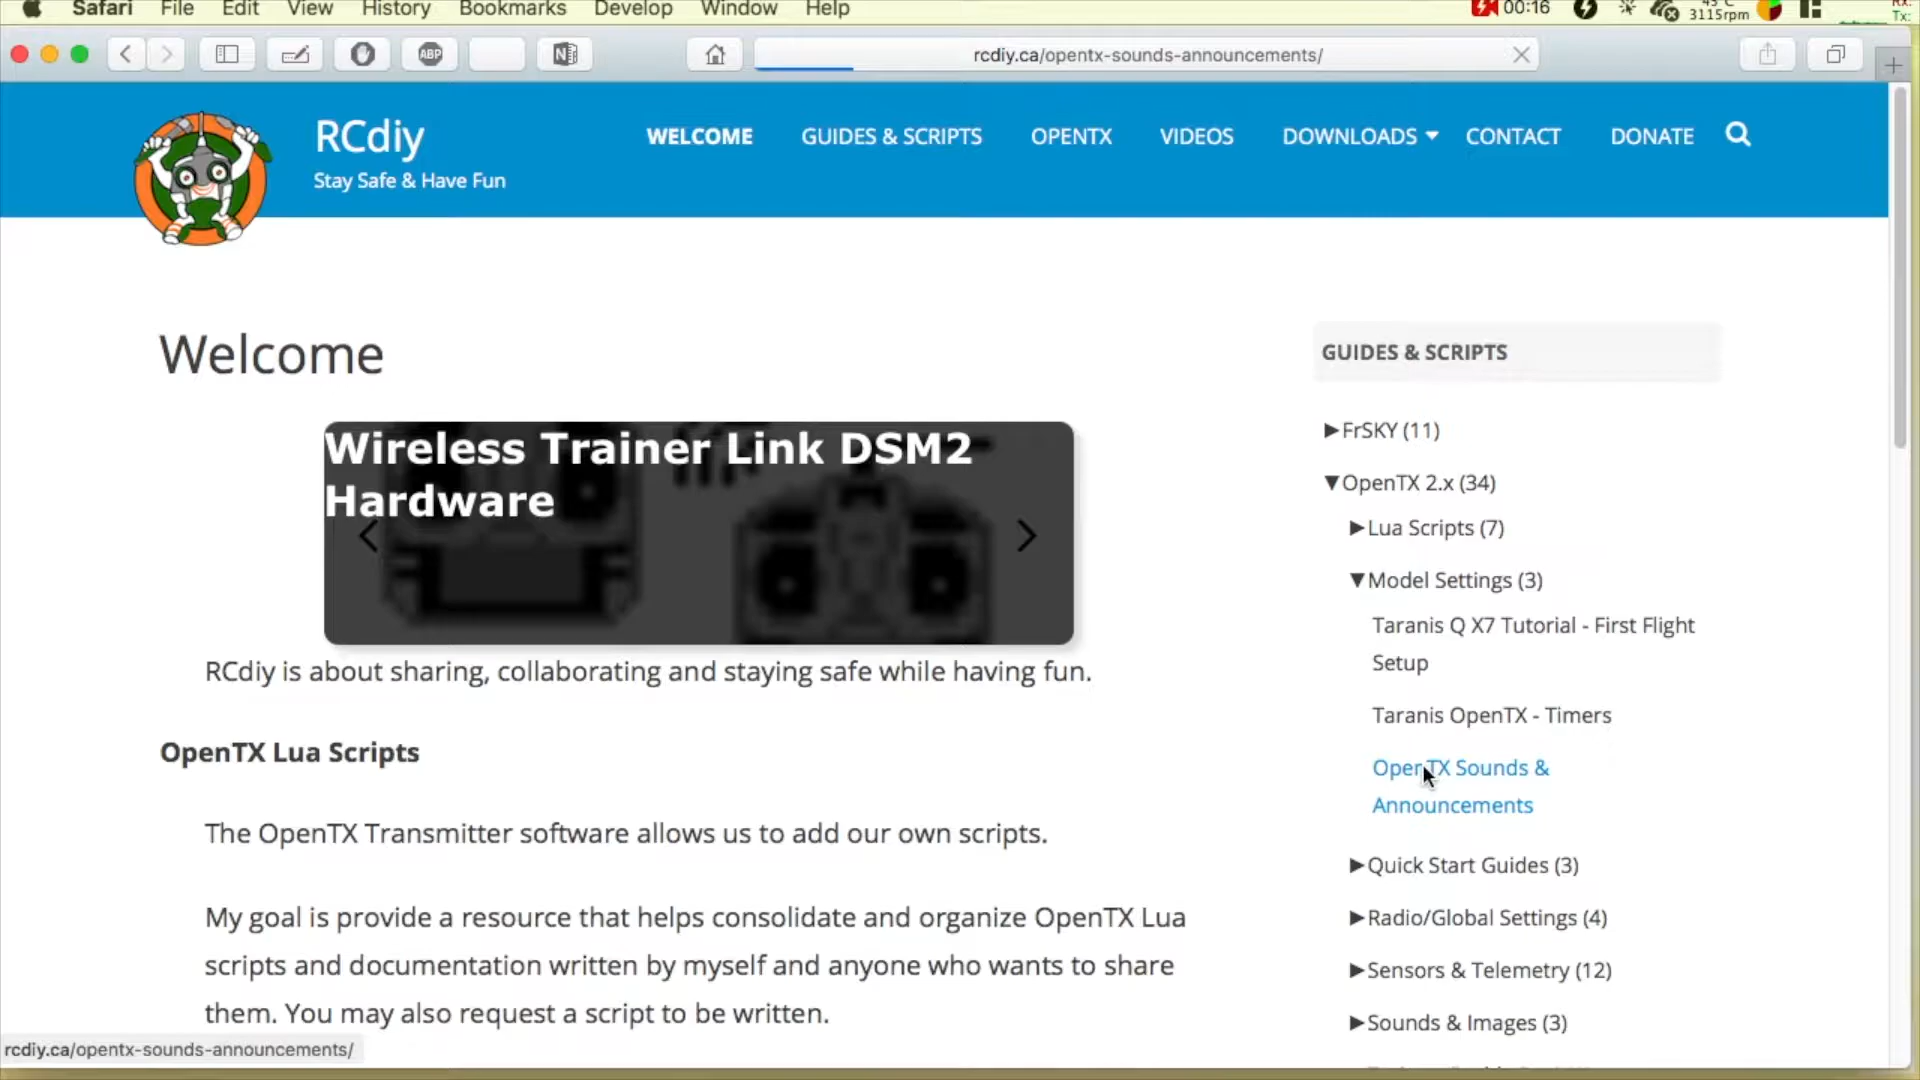 Safari File Edit View History Bookmarks Develop Window Help 00:16 3115rpm
ABP N rcdiy.ca/opentx-sounds-announcements/
RCdiy
Stay Safe & Have Fun
WELCOME GUIDES & SCRIPTS OPENTX VIDEOS DOWNLOADS CONTACT DONATE
Welcome
Wireless Trainer Link DSM2
Hardware
RCdiy is about sharing, collaborating and staying safe while having fun.
OpenTX Lua Scripts
The OpenTX Transmitter software allows us to add our own scripts.
My goal is provide a resource that helps consolidate and organize OpenTX Lua
scripts and documentation written by myself and anyone who wants to share
them. You may also request a script to be written.
GUIDES & SCRIPTS
▶FrSKY (11)
▼OpenTX 2.x (34)
▶Lua Scripts (7)
▼Model Settings (3)
Taranis Q X7 Tutorial - First Flight
Setup
Taranis OpenTX - Timers
OpenTX Sounds &
Announcements
▶Quick Start Guides (3)
▶Radio/Global Settings (4)
▶Sensors & Telemetry (12)
▶Sounds & Images (3)
rcdiy.ca/opentx-sounds-announcements/